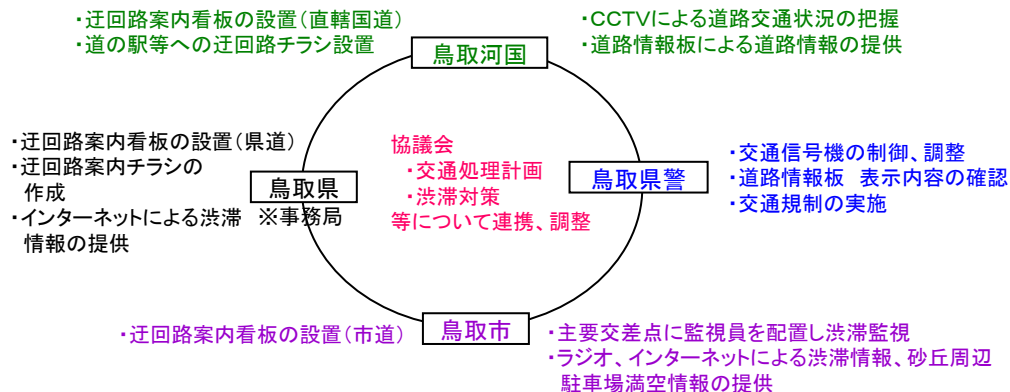 ・迂回路案内看板の設置(直轄国道)
・道の駅等への迂回路チラシ設置
・CCTVによる道路交通状況の把握
・道路情報板による道路情報の提供
鳥取河国
・迂回路案内看板の設置(県道)
・迂回路案内チラシの
作成
・インターネットによる渋滞
情報の提供
鳥取県
※事務局
協議会
・交通処理計画
・渋滞対策
等について連携、調整
鳥取県警
・交通信号機の制御、調整
・道路情報板 表示内容の確認
・交通規制の実施
・迂回路案内看板の設置(市道)
鳥取市
・主要交差点に監視員を配置し渋滞監視
・ラジオ、インターネットによる渋滞情報、砂丘周辺
駐車場満空情報の提供